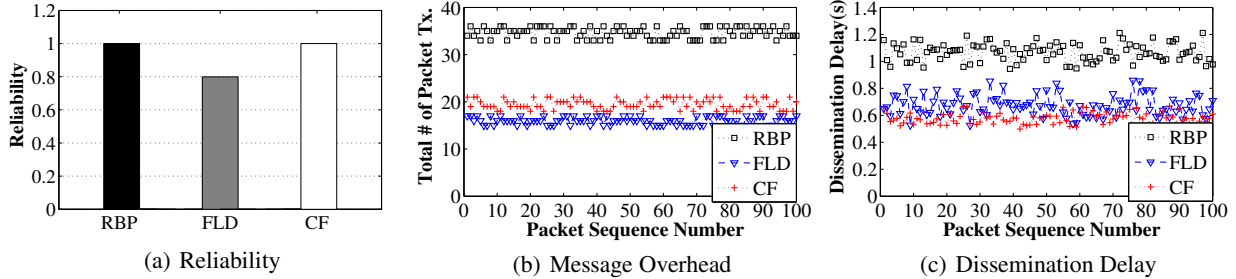 Reliability
1.2
1
0.8
0.6
0.4
0.2
0
RBP
FLD
CF
(a) Reliability
Total # of Packet Tx.
40
30
20
10
0
RBP
FLD
CF
0 10 20 30 40 50 60 70 80 90 100
Packet Sequence Number
(b) Message Overhead
Dissemination Delay(s)
1.4
1.2
1
0.8
0.6
0.4
0.2
0
RBP
FLD
CF
0 10 20 30 40 50 60 70 80 90 100
Packet Sequence Number
(c) Dissemination Delay